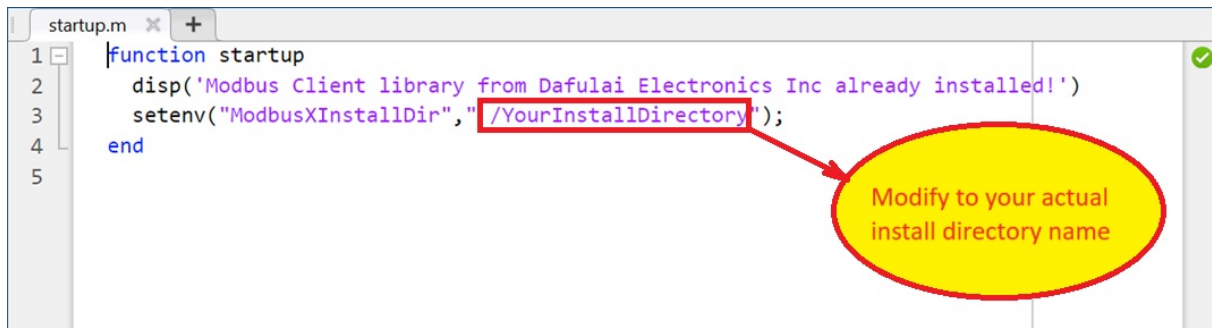 startup.m × +
1 function startup
2 disp('Modbus Client library from Dafulai Electronics Inc already installed!')
3 setenv("ModbusXInstallDir"," /YourInstallDirectory");
4 end
5
Modify to your actual
install directory name